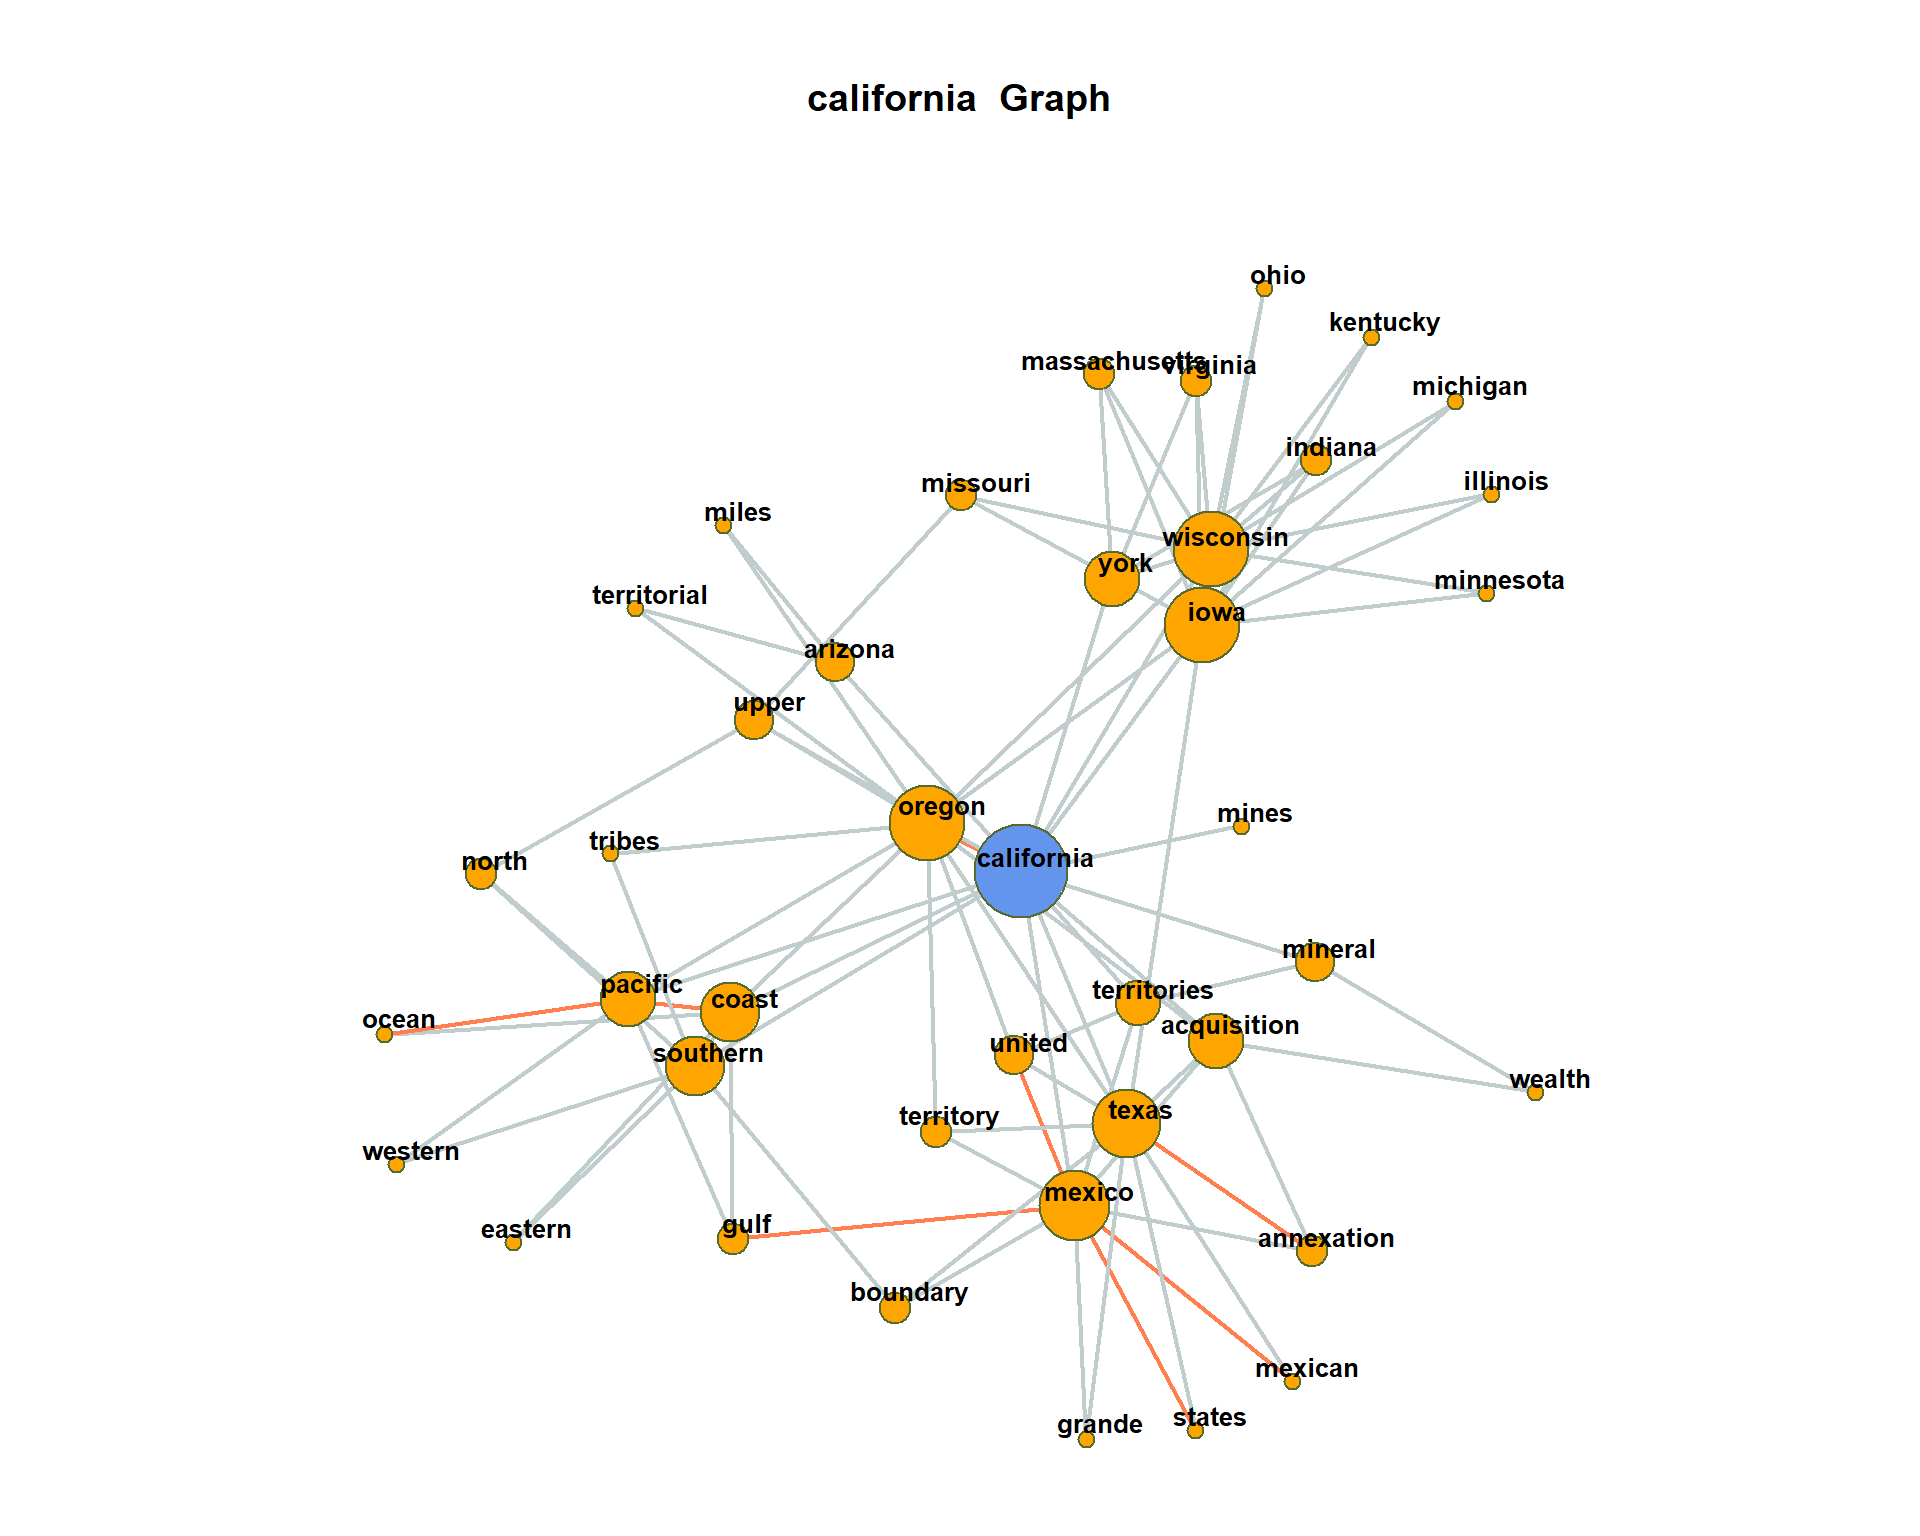 california  Graph
ohio
kentucky
massachusetts
virginia
michigan
indiana
missouri
illinois
miles
wisconsin
york
minnesota
territorial
iowa
arizona
upper
oregon
mines
tribes
california
north
mineral
pacific
territories
coast
ocean
acquisition
united
southern
wealth
texas
territory
western
mexico
gulf
eastern
annexation
boundary
mexican
states
grande